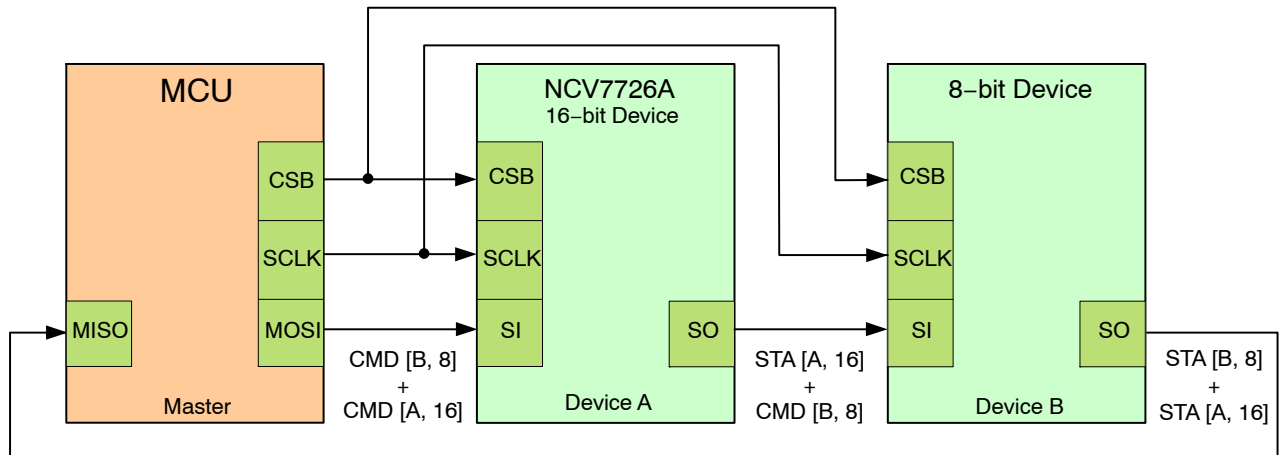 MCU
NCV7726A
16−bit Device
8−bit Device
CSB
CSB
CSB
SCLK
SCLK
SCLK
MISO
MOSI
SI
SO
SI
SO
CMD [B, 8]
+
CMD [A, 16]
STA [A, 16]
+
CMD [B, 8]
STA [B, 8]
+
STA [A, 16]
Master
Device A
Device B